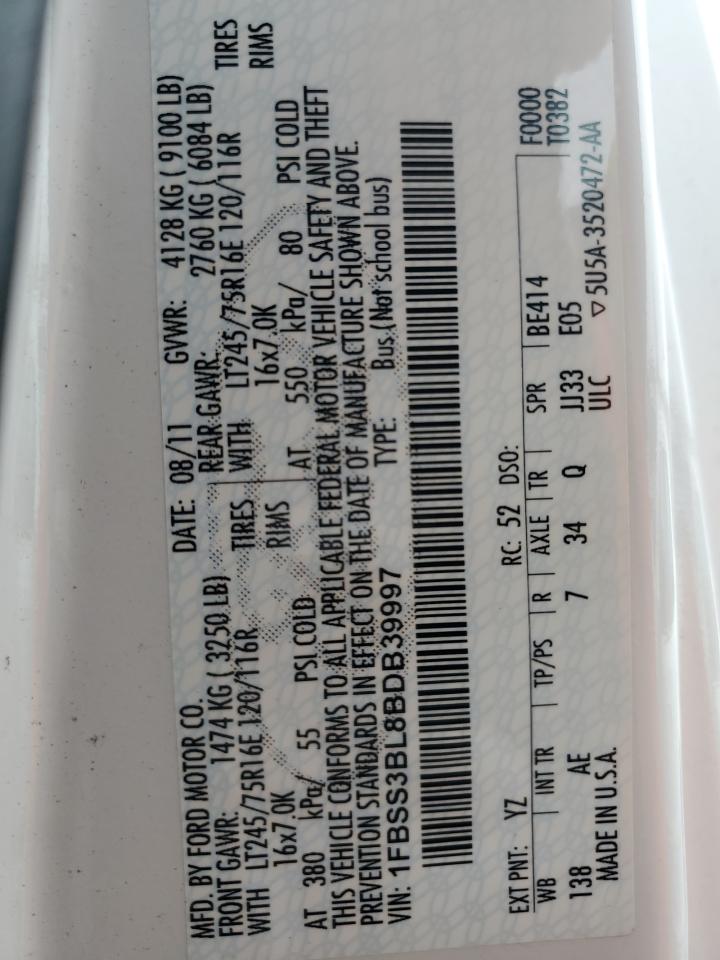 MFD. BY FORD MOTOR CO. DATE: 08/11 GVWR: 4128 KG ( 9100 LB)
FRONT GAWR: 1474 KG ( 3250 LB) REAR GAWR: 2760 KG ( 6084 LB)
WITH LT245/75R16E 120/116R TIRES WITH LT245/75R16E 120/116R TIRES
16x7.0K RIMS 16x7.0K RIMS
AT 380 kPa/ 55 PSI COLD AT 550 kPa/ 80 PSI COLD
THIS VEHICLE CONFORMS TO ALL APPLICABLE FEDERAL MOTOR VEHICLE SAFETY AND THEFT
PREVENTION STANDARDS IN EFFECT ON THE DATE OF MANUFACTURE SHOWN ABOVE.
VIN: 1FBSS3BL8BDB39997 TYPE: Bus (Not school bus)
EXT PNT: YZ RC: 52 DSO: F0000
WB INT TR TP/PS R AXLE TR SPR BE414 T0382
138 AE 7 34 Q JJ33 E05
MADE IN U.S.A. ULC ▽5U5A-3520472-AA